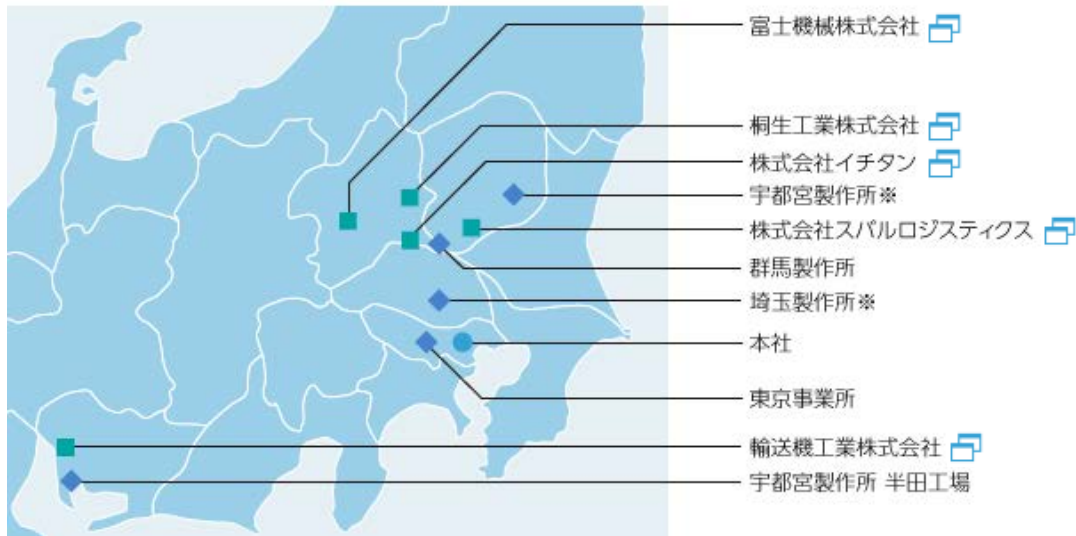 富士機械株式会社
桐生工業株式会社
株式会社イチタン
宇都宮製作所※
株式会社スバルロジスティクス
群馬製作所
埼玉製作所※
本社
東京事業所
輸送機工業株式会社
宇都宮製作所 半田工場